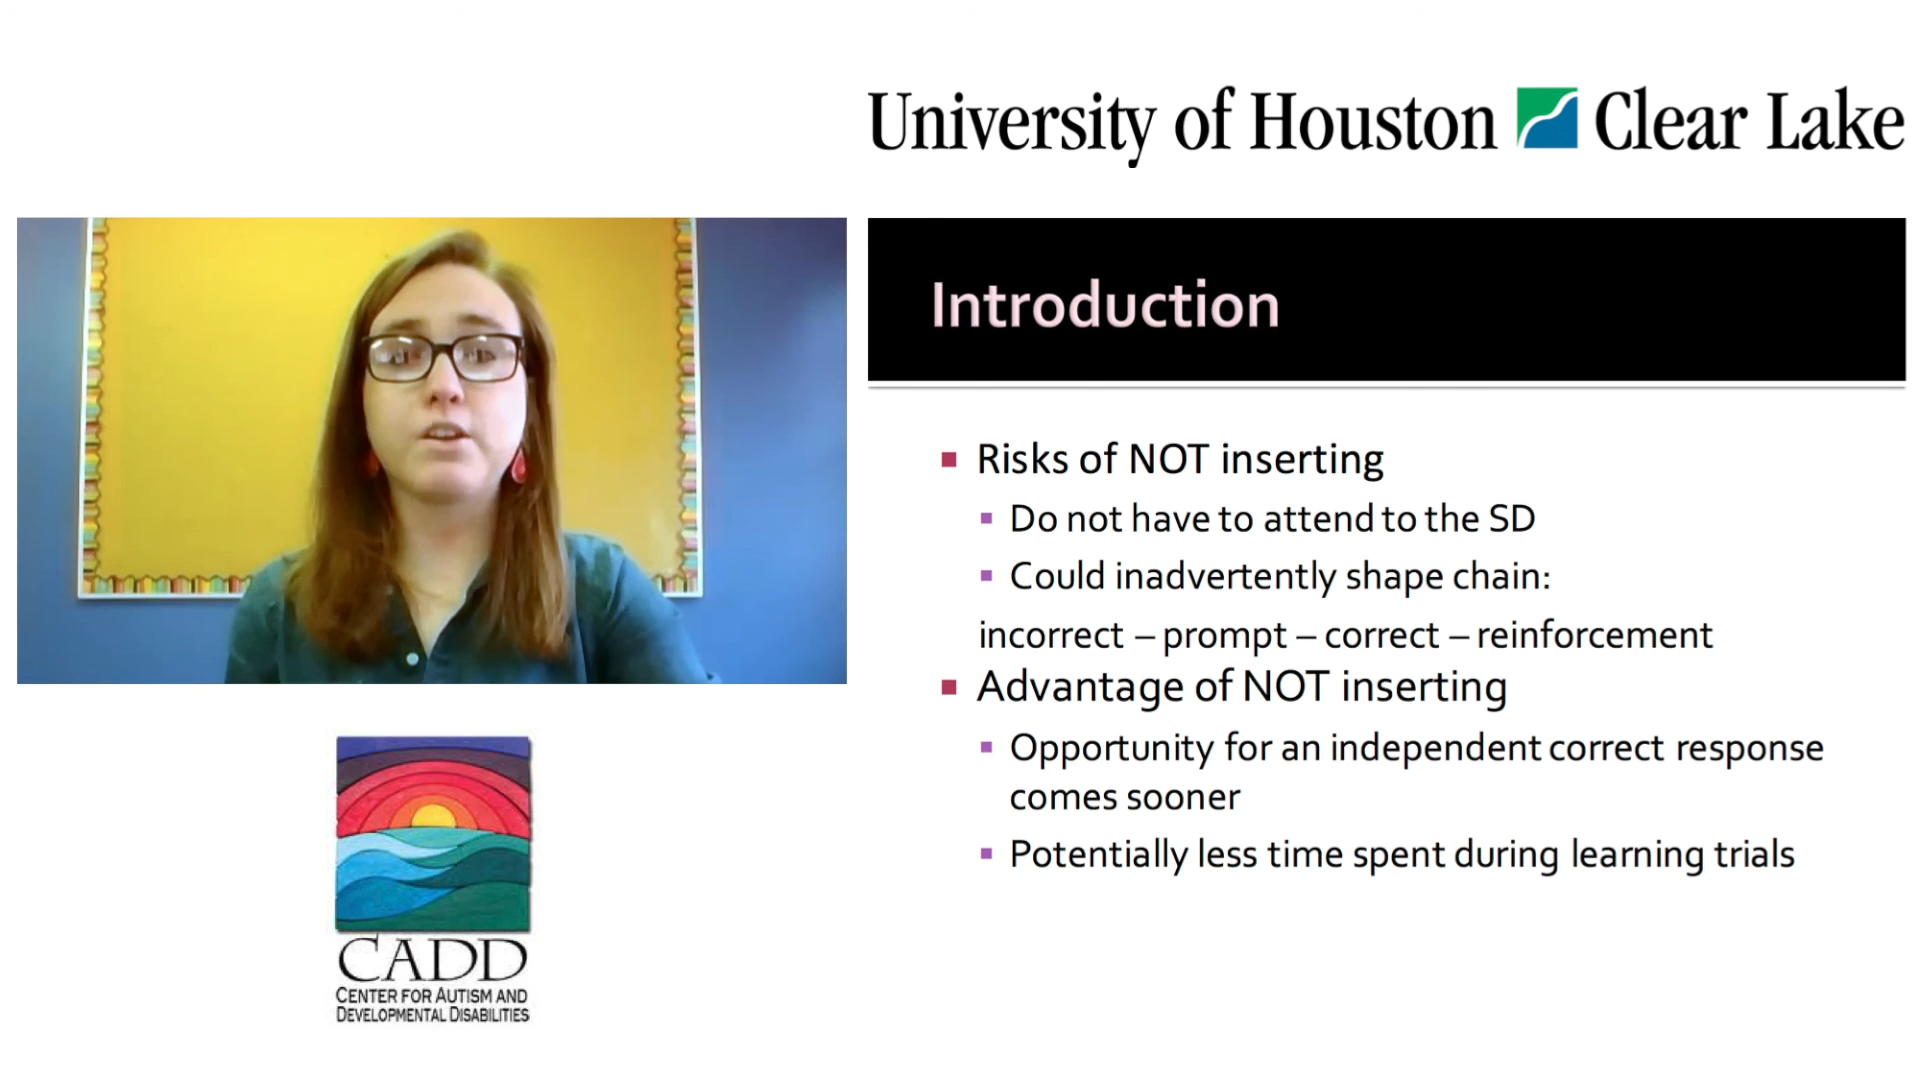 University of Houston Clear Lake
Introduction
Risks of NOT inserting
Do not have to attend to the SD
Could inadvertently shape chain:
incorrect – prompt – correct – reinforcement
Advantage of NOT inserting
Opportunity for an independent correct response
comes sooner
Potentially less time spent during learning trials
CADD
CENTER FOR AUTISM AND
DEVELOPMENTAL DISABILITIES